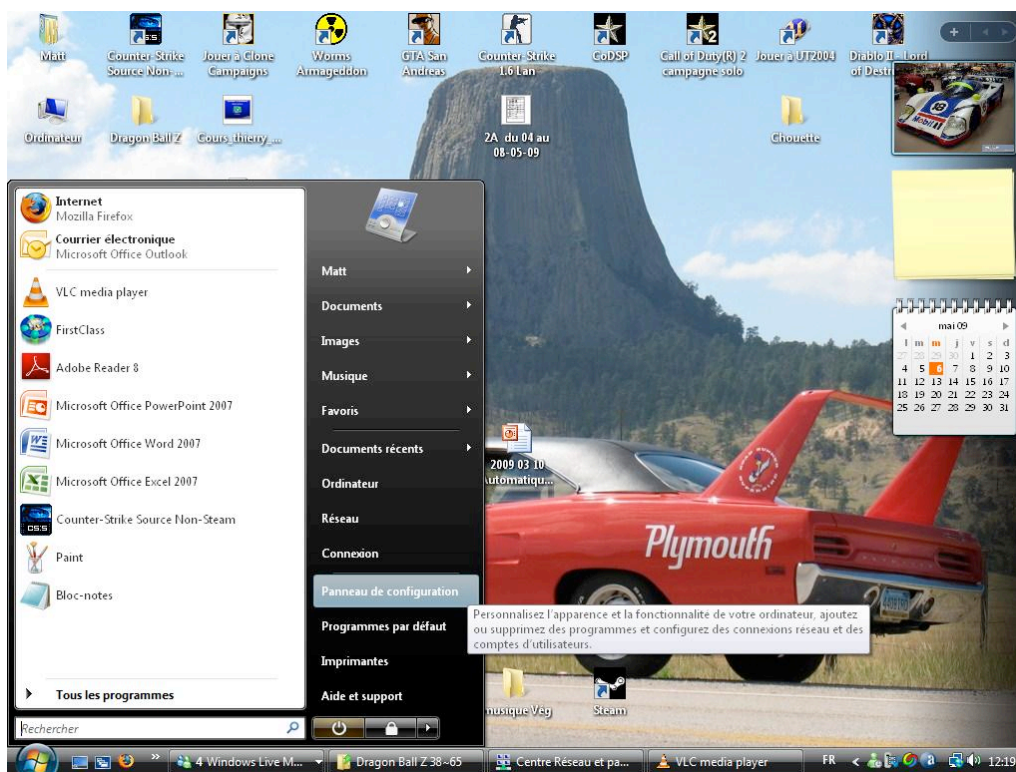 Matt
Counter-Strike
Source Non-...
Jouer à Clone
Campaigns
Worms
Armageddon
GTA San
Andreas
Counter-Strike
1.6 Lan
CoDSP
Call of Duty(R) 2
campagne solo
Jouer à UT2004
Diablo II - Lord
of Destr
Ordinateur
Dragon Ball Z
Cours_thierry_...
2A du 04 au
08-05-09
Chouette
Mobil 1
Internet
Mozilla Firefox
Courrier électronique
Microsoft Office Outlook
VLC media player
FirstClass
Adobe Reader 8
Microsoft Office PowerPoint 2007
Microsoft Office Word 2007
Microsoft Office Excel 2007
Counter-Strike Source Non-Steam
Paint
Bloc-notes
Tous les programmes
Rechercher
Matt
Documents
Images
Musique
Favoris
Documents récents
Ordinateur
Réseau
Connexion
Panneau de configuration
Programmes par défaut
Imprimantes
Aide et support
Personnalisez l'apparence et la fonctionnalité de votre ordinateur, ajoutez
ou supprimez des programmes et configurez des connexions réseau et des
comptes d'utilisateurs.
mai 09
l m m j v s d
27 28 29 30 1 2 3
4 5 6 7 8 9 10
11 12 13 14 15 16 17
18 19 20 21 22 23 24
25 26 27 28 29 30 31
2009 03 10
utomatiqu...
Plymouth
musique Vég
Steam
4 Windows Live M...
Dragon Ball Z 38~65
Centre Réseau et pa...
VLC media player
FR
12:19